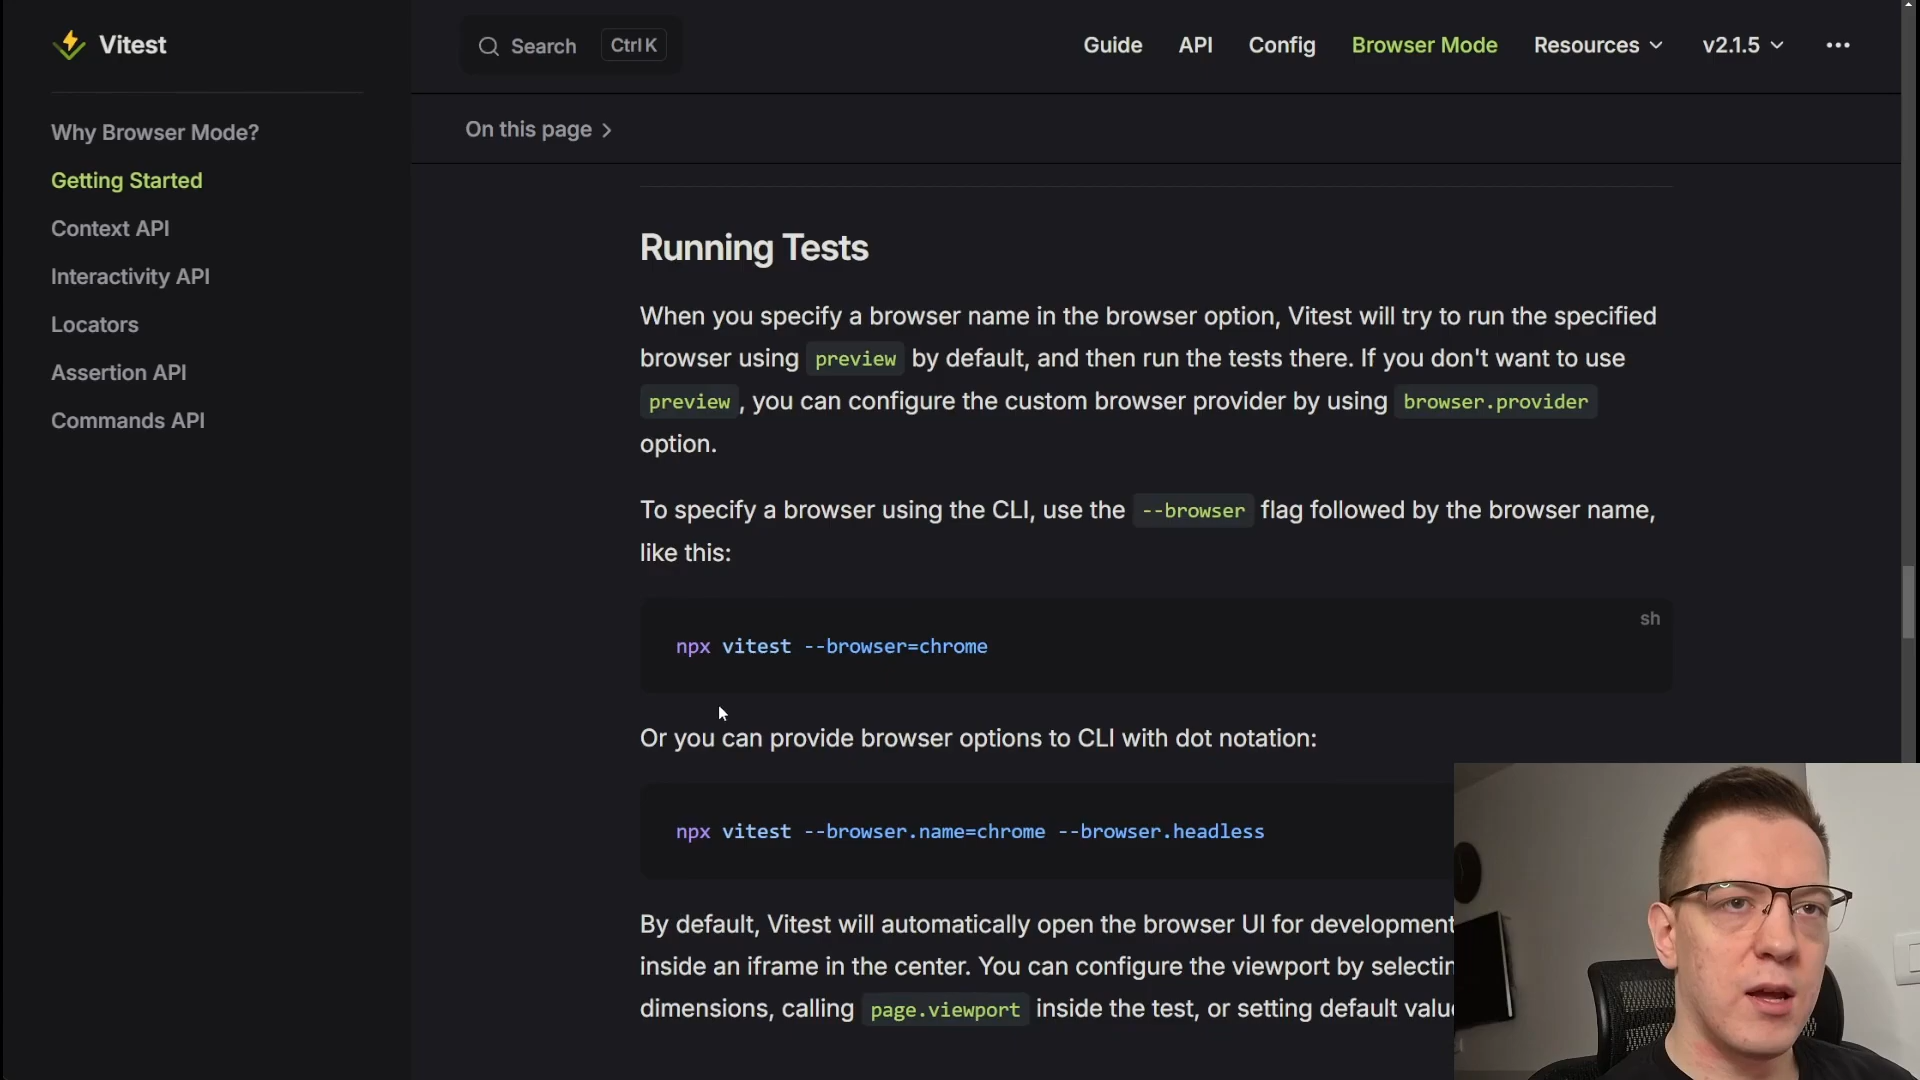 Vitest
Search
Ctrl K
Guide
API
Config
Browser Mode
Resources
v2.1.5
Why Browser Mode?
Getting Started
Context API
Interactivity API
Locators
Assertion API
Commands API
On this page
Running Tests
When you specify a browser name in the browser option, Vitest will try to run the specified
browser using preview by default, and then run the tests there. If you don't want to use
preview, you can configure the custom browser provider by using browser.provider
option.
To specify a browser using the CLI, use the --browser flag followed by the browser name,
like this:
sh
npx vitest --browser=chrome
Or you can provide browser options to CLI with dot notation:
npx vitest --browser.name=chrome --browser.headless
By default, Vitest will automatically open the browser UI for development
inside an iframe in the center. You can configure the viewport by selectin
dimensions, calling page.viewport inside the test, or setting default valu